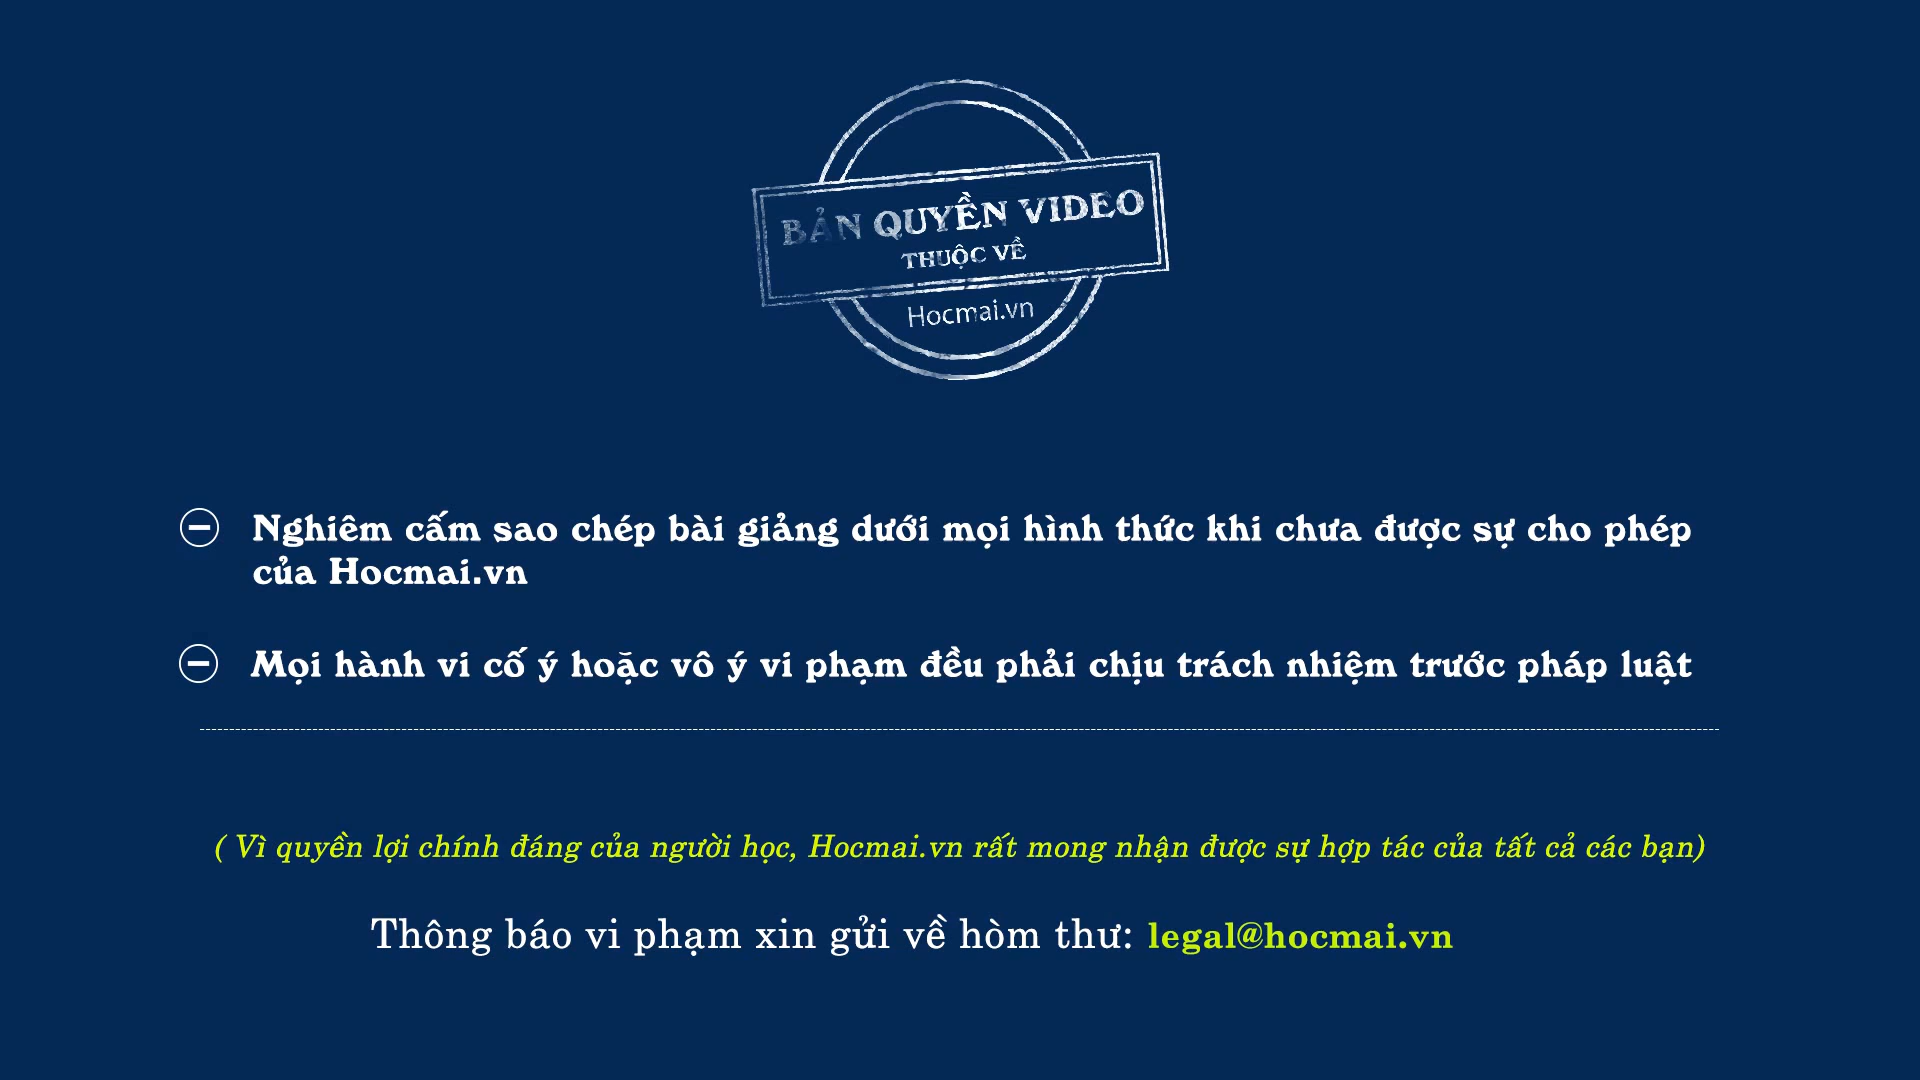 BẢN QUYỀN VIDEO
THUỘC VỀ
Hocmai.vn
Nghiêm cấm sao chép bài giảng dưới mọi hình thức khi chưa được sự cho phép
của Hocmai.vn
Mọi hành vi cố ý hoặc vô ý vi phạm đều phải chịu trách nhiệm trước pháp luật
( Vì quyền lợi chính đáng của người học, Hocmai.vn rất mong nhận được sự hợp tác của tất cả các bạn)
Thông báo vi phạm xin gửi về hòm thư: legal@hocmai.vn